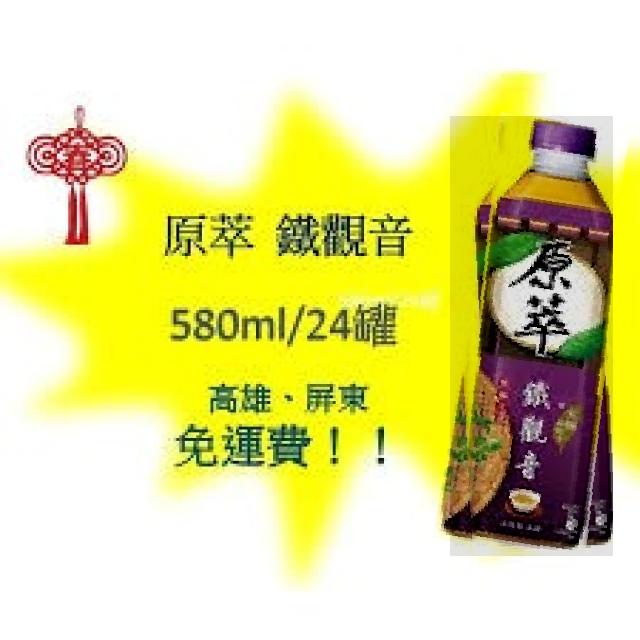 原萃 鐵觀音
580ml/24罐
高雄、屏東
免運費！！
原萃
鐵觀音